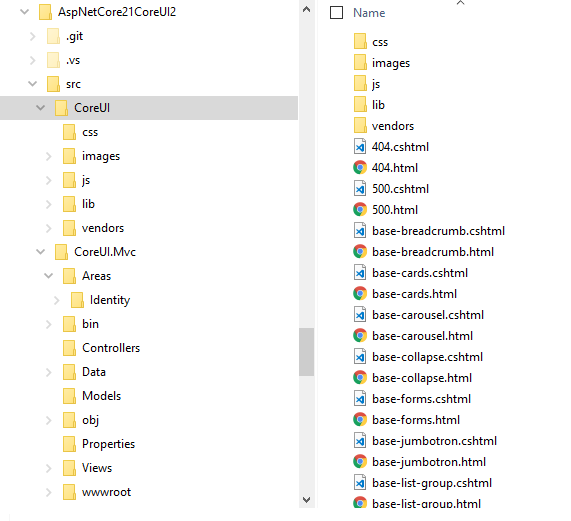 AspNetCore21CoreUI2
.git
.vs
src
CoreUI
css
images
js
lib
vendors
CoreUI.Mvc
Areas
Identity
bin
Controllers
Data
Models
obj
Properties
Views
wwwroot
Name
css
images
js
lib
vendors
404.cshtml
404.html
500.cshtml
500.html
base-breadcrumb.cshtml
base-breadcrumb.html
base-cards.cshtml
base-cards.html
base-carousel.cshtml
base-carousel.html
base-collapse.cshtml
base-collapse.html
base-forms.cshtml
base-forms.html
base-jumbotron.cshtml
base-jumbotron.html
base-list-group.cshtml
base-list-group.html